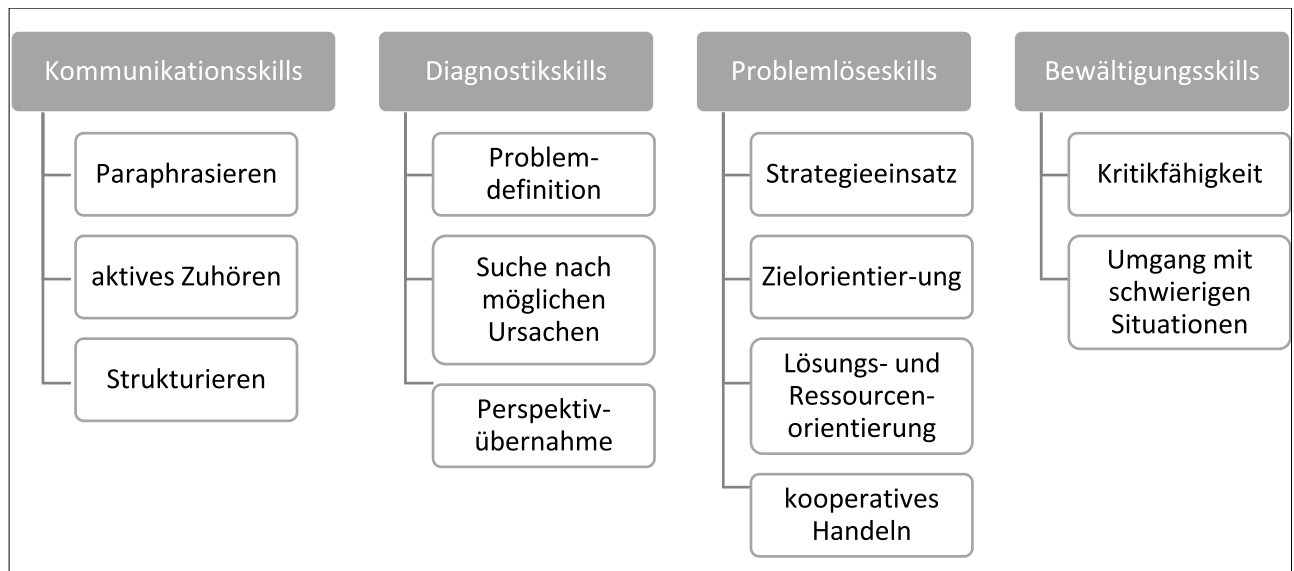 Kommunikationsskills
Paraphrasieren
aktives Zuhören
Strukturieren
Diagnostikskills
Problem-
definition
Suche nach
möglichen
Ursachen
Perspektiv-
übernahme
Problemlöseskills
Strategieeinsatz
Zielorientier-ung
Lösungs- und
Ressourcen-
orientierung
kooperatives
Handeln
Bewältigungsskills
Kritikfähigkeit
Umgang mit
schwierigen
Situationen